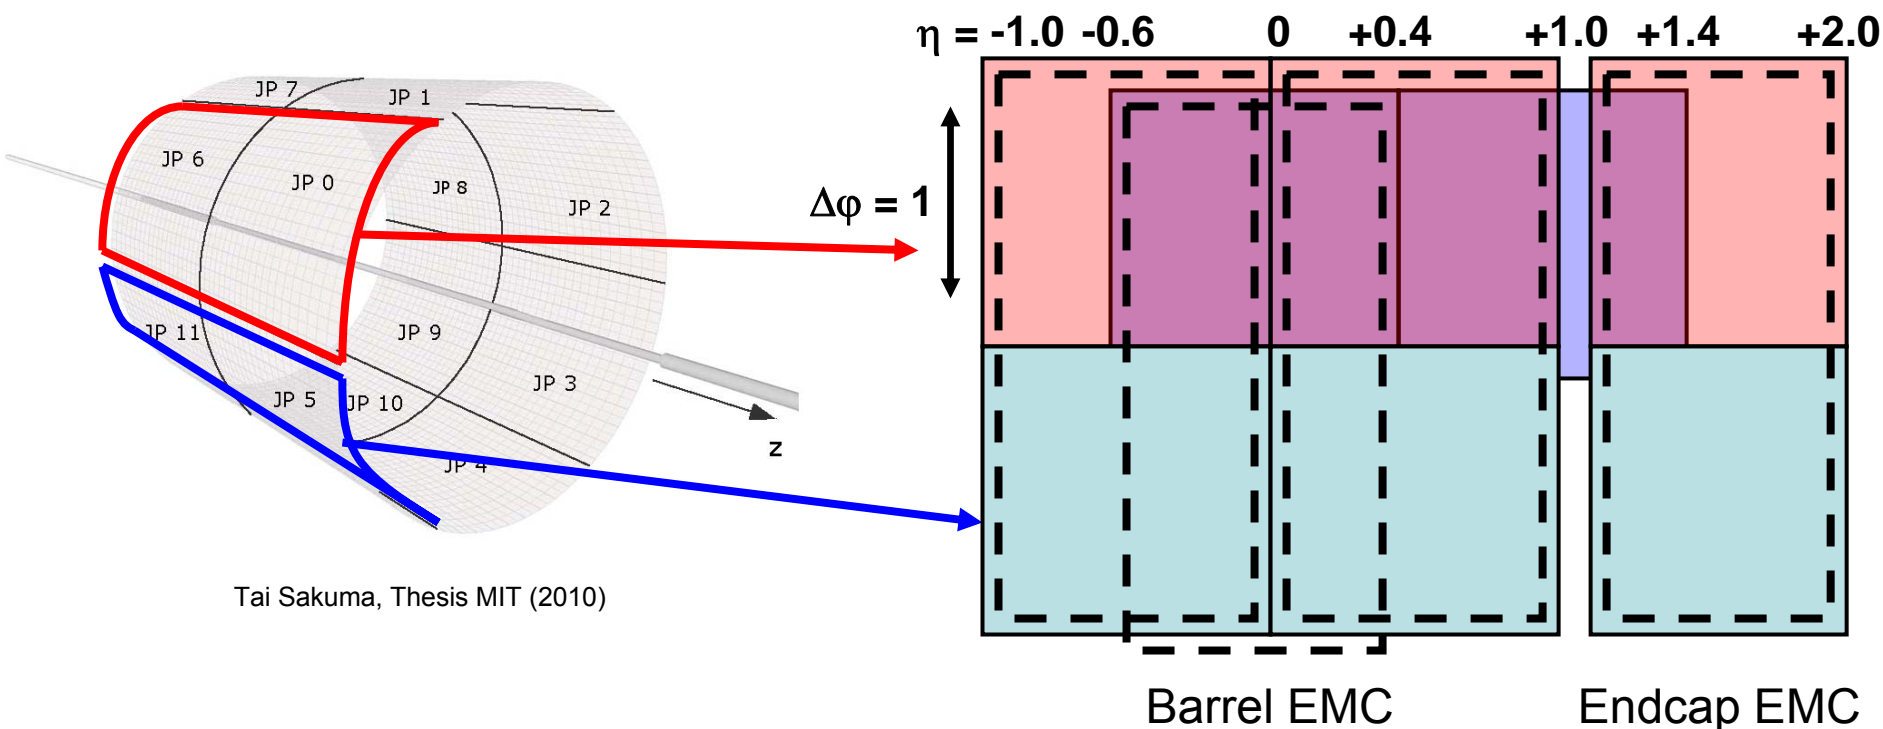 η = -1.0 -0.6 0 +0.4 +1.0 +1.4 +2.0
JP 7
JP 1
JP 6
JP 0
JP 8
JP 2
Δφ = 1
JP 11
JP 9
JP 3
JP 5
JP 10
JP 4
z
Tai Sakuma, Thesis MIT (2010)
Barrel EMC
Endcap EMC